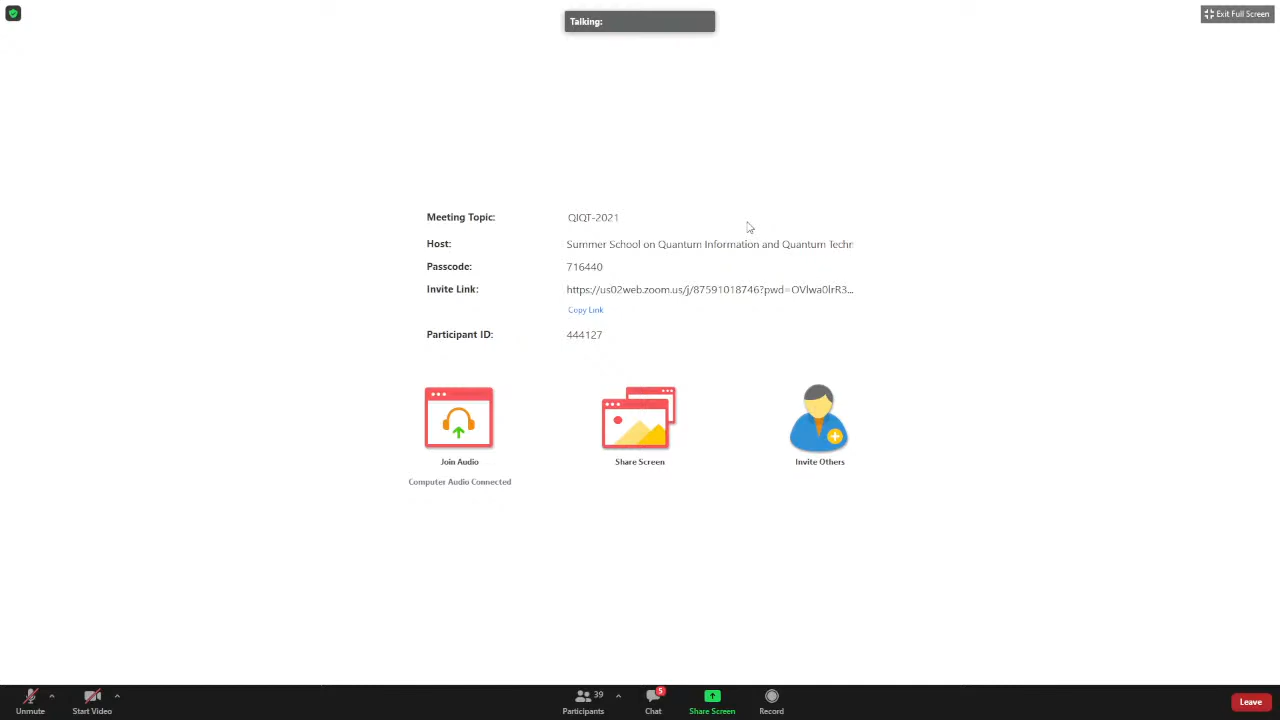 Talking:
Exit Full Screen
Meeting Topic: QIQT-2021
Host: Summer School on Quantum Information and Quantum Techr
Passcode: 716440
Invite Link: https://us02web.zoom.us/j/87591018746?pwd=OVlwa0lrR3...
Copy Link
Participant ID: 444127
Join Audio Share Screen Invite Others
Computer Audio Connected
Unmute Start Video Participants 39 Chat 5 Share Screen Record Leave